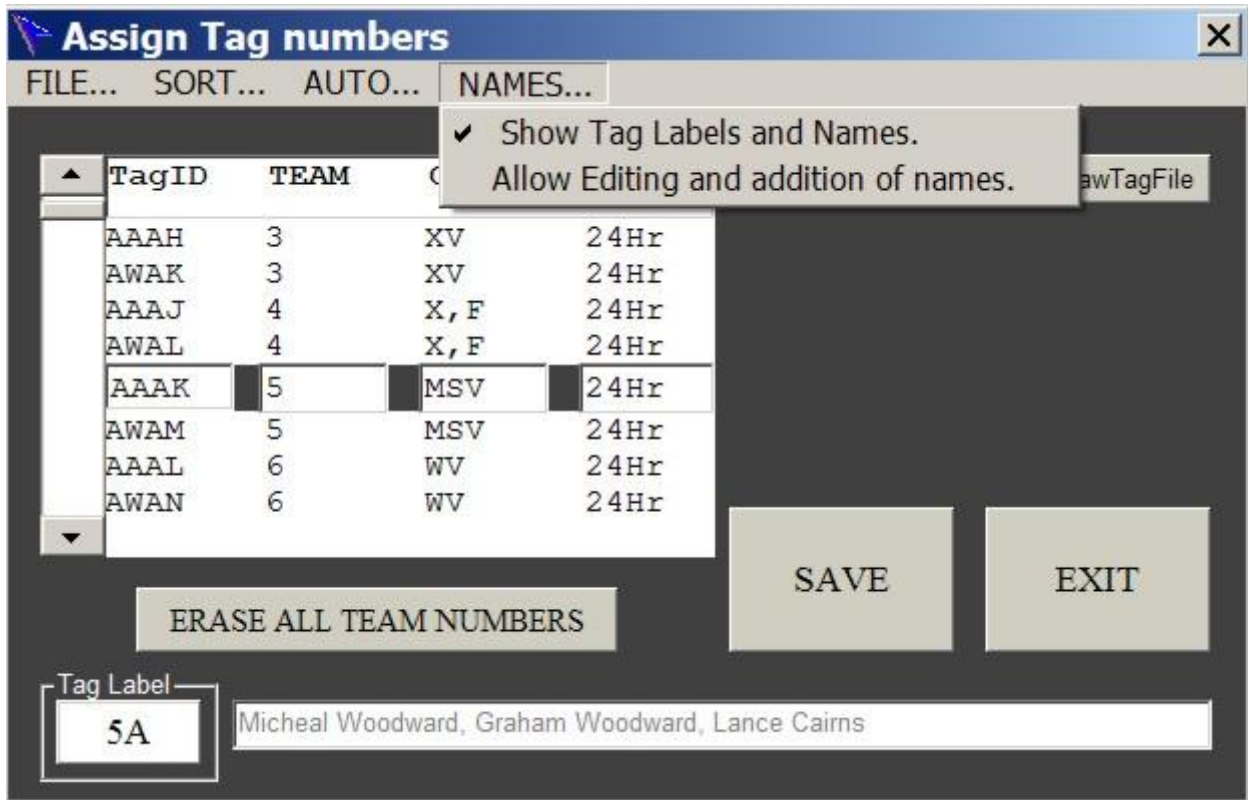 Assign Tag numbers
FILE... SORT... AUTO... NAMES...
Show Tag Labels and Names.
Allow Editing and addition of names.
TagID TEAM
AAAH 3 XV 24Hr
AWAK 3 XV 24Hr
AAAJ 4 X,F 24Hr
AWAL 4 X,F 24Hr
AAAK 5 MSV 24Hr
AWAM 5 MSV 24Hr
AAAL 6 WV 24Hr
AWAN 6 WV 24Hr
SAVE EXIT
ERASE ALL TEAM NUMBERS
Tag Label
5A Micheal Woodward, Graham Woodward, Lance Cairns